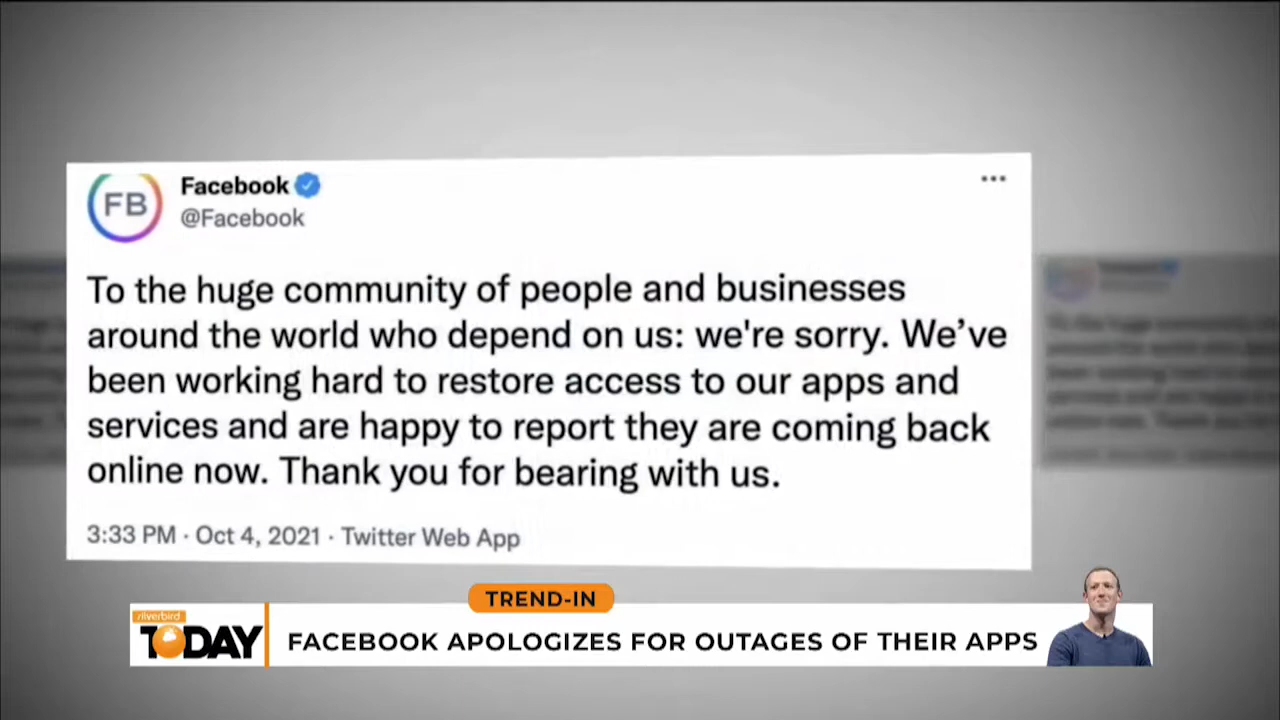 FB
Facebook
@Facebook
To the huge community of people and businesses
around the world who depend on us: we're sorry. We’ve
been working hard to restore access to our apps and
services and are happy to report they are coming back
online now. Thank you for bearing with us.
3:33 PM · Oct 4, 2021 · Twitter Web App
TREND-IN
silverbird
TODAY
FACEBOOK APOLOGIZES FOR OUTAGES OF THEIR APPS